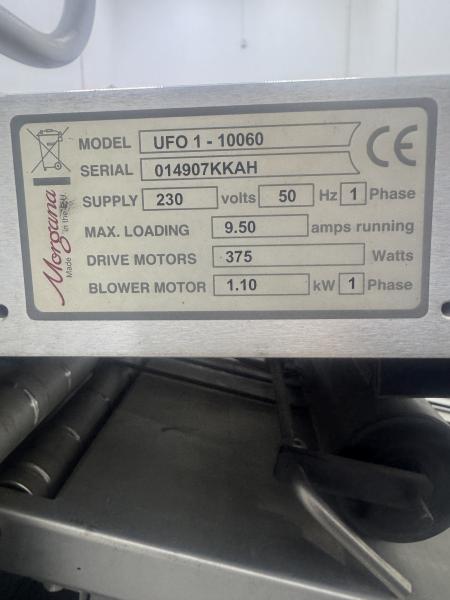 MODEL UFO 1 - 10060
SERIAL 014907KKAH
SUPPLY 230 volts 50 Hz 1 Phase
MAX. LOADING 9.50 amps running
DRIVE MOTORS 375 Watts
BLOWER MOTOR 1.10 kW 1 Phase
CE
Morgana
Made in the E.U.